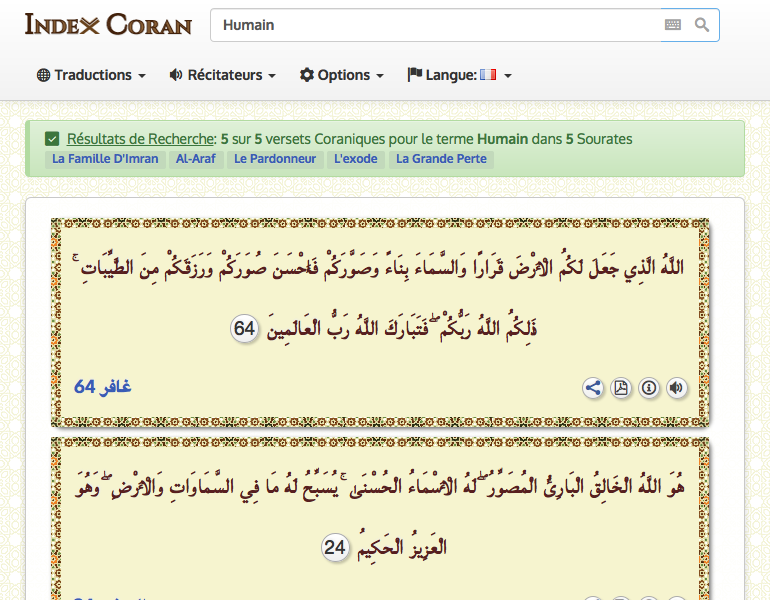 Index Coran
Humain
Traductions
Récitateurs
Options
Langue:
Résultats de Recherche: 5 sur 5 versets Coraniques pour le terme Humain dans 5 Sourates
La Famille D'Imran Al-Araf Le Pardonneur L'exode La Grande Perte
اللَّهُ الَّذِي جَعَلَ لَكُمُ الْأَرْضَ قَرَارًا وَالسَّمَاءَ بِنَاءً وَصَوَّرَكُمْ فَأَحْسَنَ صُوَرَكُمْ وَرَزَقَكُمْ مِنَ الطَّيِّبَاتِ ۚ
ذَلِكُمُ اللَّهُ رَبُّكُمْ ۖ فَتَبَارَكَ اللَّهُ رَبُّ الْعَالَمِينَ 64
غافر 64
هُوَ اللَّهُ الْخَالِقُ الْبَارِئُ الْمُصَوِّرُ ۖ لَهُ الْأَسْمَاءُ الْحُسْنَى ۚ يُسَبِّحُ لَهُ مَا فِي السَّمَاوَاتِ وَالْأَرْضِ ۖ وَهُوَ
الْعَزِيزُ الْحَكِيمُ 24